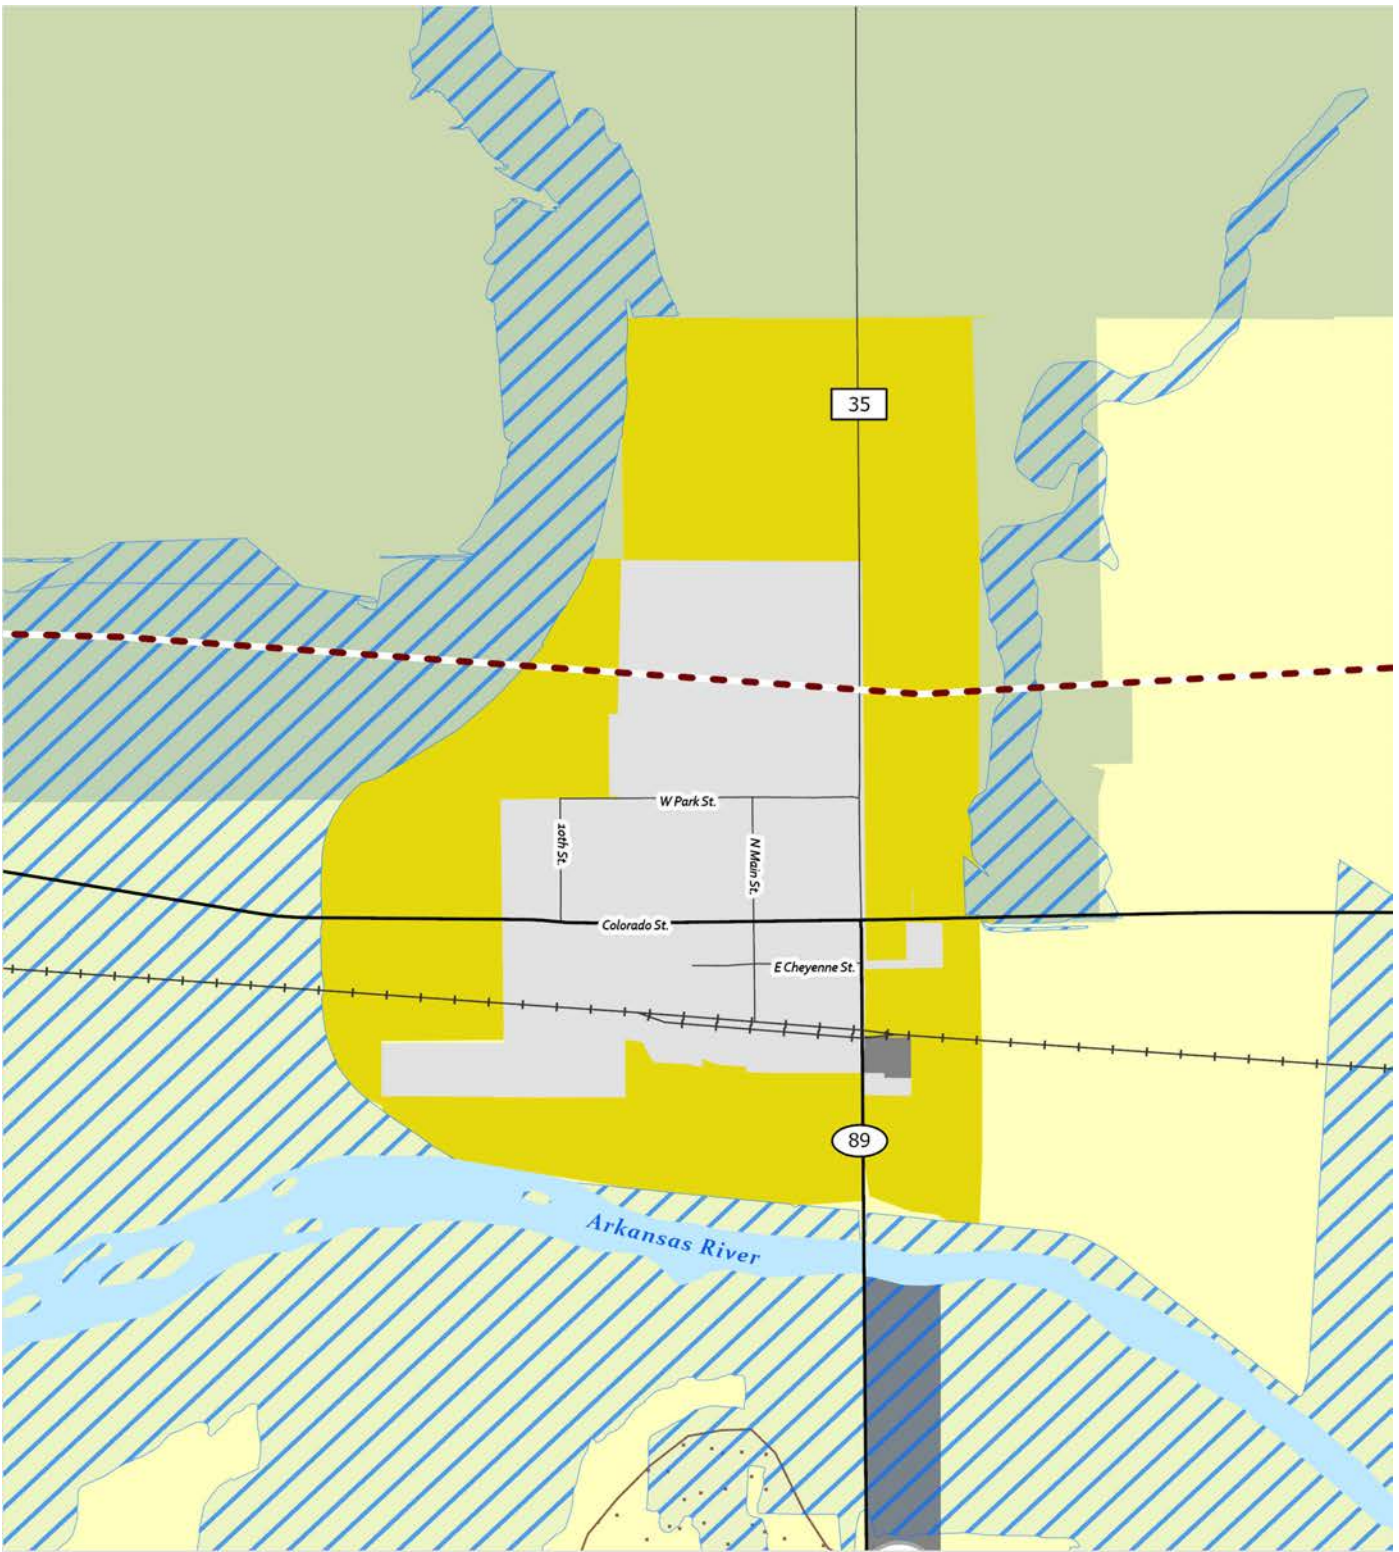 35
W Park St.
10th St.
N Main St.
Colorado St.
E Cheyenne St.
89
Arkansas River